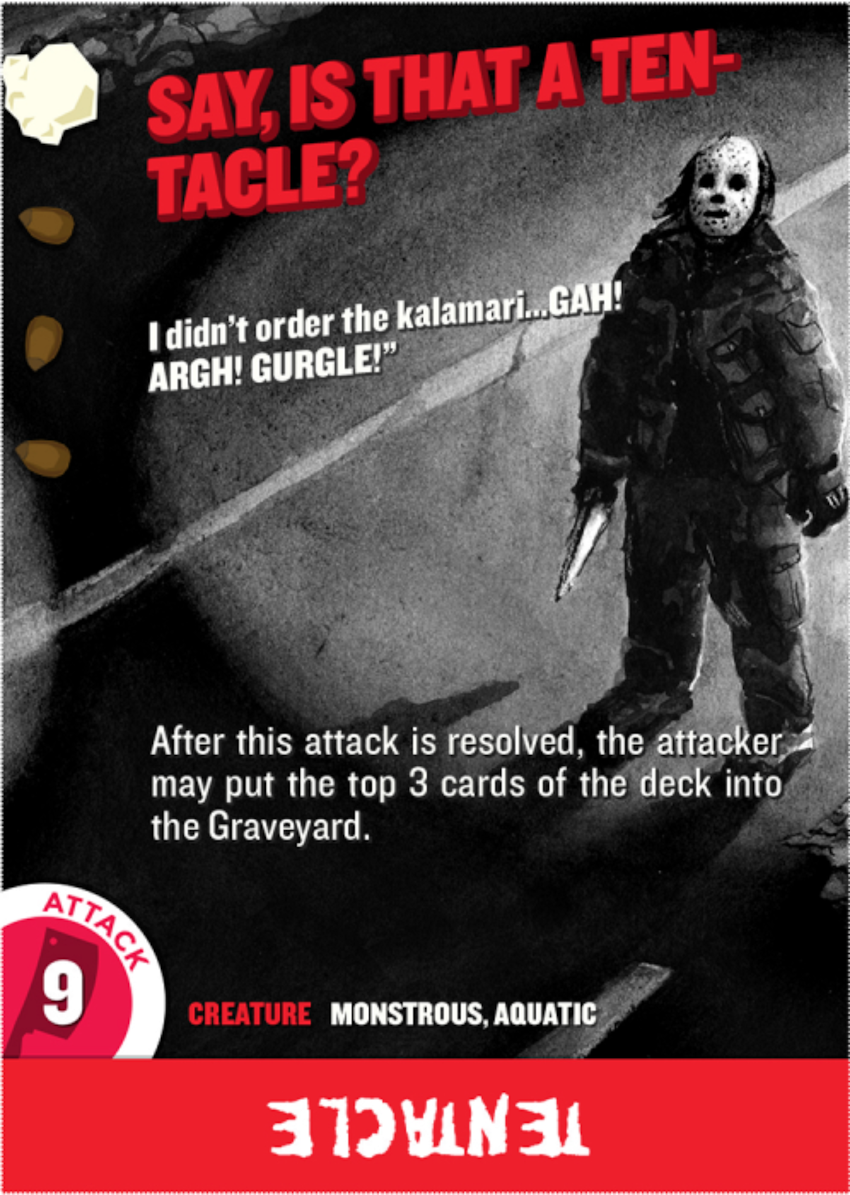 SAY, IS THAT A TEN-
TACLE?
I didn't order the kalamari...GAH!
ARGH! GURGLE!”
After this attack is resolved, the attacker
may put the top 3 cards of the deck into
the Graveyard.
ATTACK
9
CREATURE MONSTROUS, AQUATIC
TENTACLE